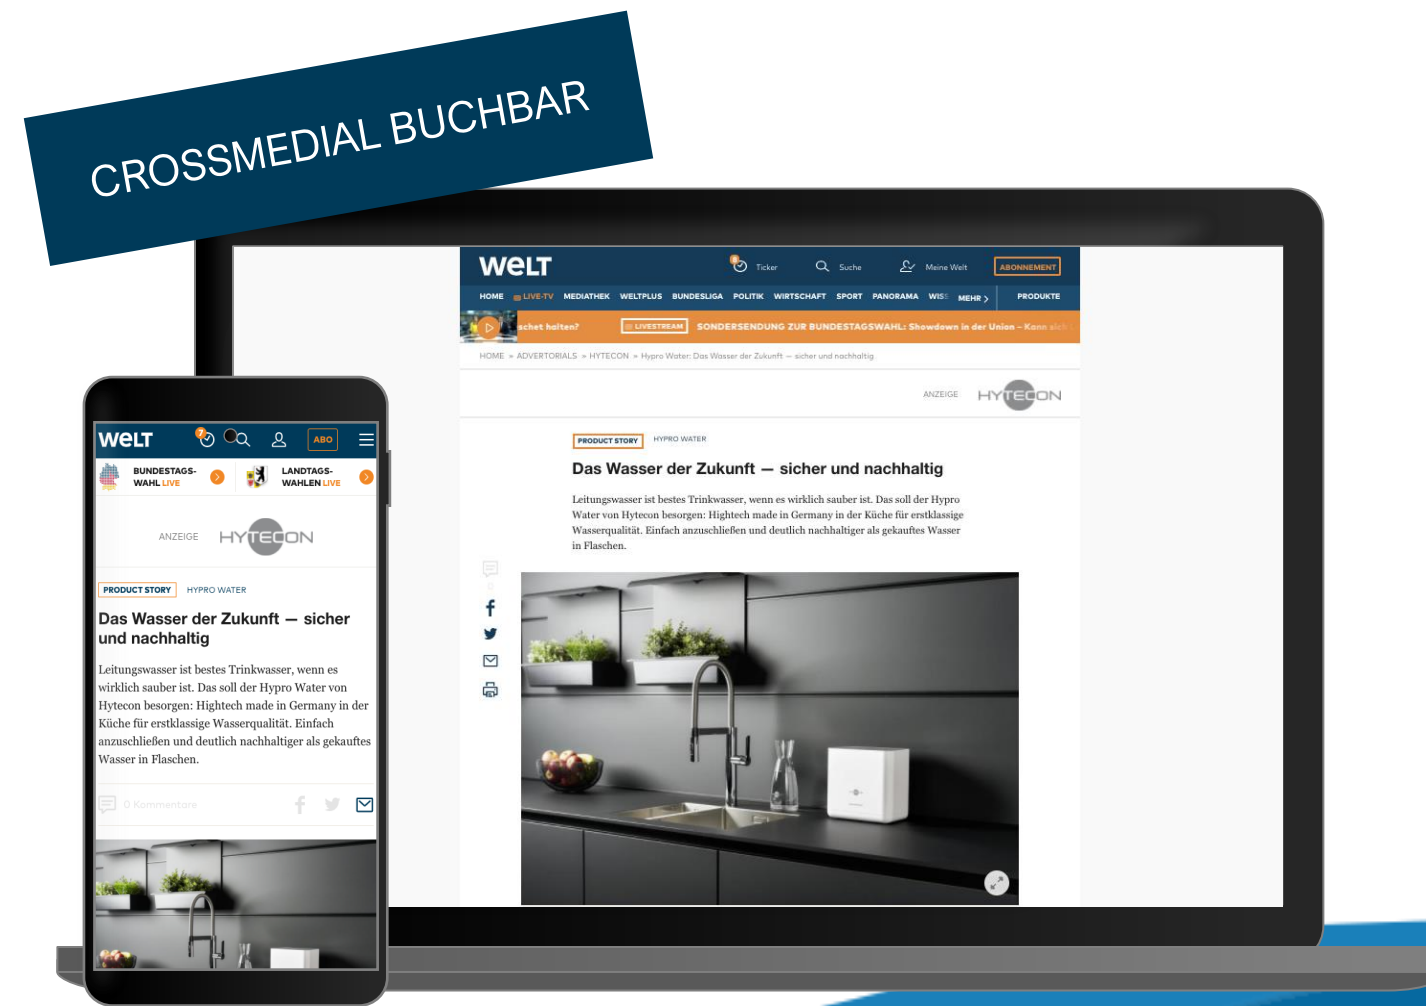 CROSSMEDIAL BUCHBAR
WELT
8 Ticker Suche Meine Welt ABONNEMENT
HOME LIVE-TV MEDIATHEK WELTPLUS BUNDESLIGA POLITIK WIRTSCHAFT SPORT PANORAMA WIS MEHR PRODUKTE
schet halten? LIVESTREAM SONDERSENDUNG ZUR BUNDESTAGSWAHL: Showdown in der Union – Kann sich
HOME » ADVERTORIALS » HYTECON » Hypro Water: Das Wasser der Zukunft — sicher und nachhaltig
ANZEIGE HYTECON
PRODUCT STORY HYPRO WATER
Das Wasser der Zukunft — sicher und nachhaltig
Leitungswasser ist bestes Trinkwasser, wenn es wirklich sauber ist. Das soll der Hypro
Water von Hytecon besorgen: Hightech made in Germany in der Küche für erstklassige
Wasserqualität. Einfach anzuschließen und deutlich nachhaltiger als gekauftes Wasser
in Flaschen.
0
WELT
7 ABO
BUNDESTAGS-
WAHL LIVE
LANDTAGS-
WAHLEN LIVE
ANZEIGE HYTECON
PRODUCT STORY HYPRO WATER
Das Wasser der Zukunft — sicher
und nachhaltig
Leitungswasser ist bestes Trinkwasser, wenn es
wirklich sauber ist. Das soll der Hypro Water von
Hytecon besorgen: Hightech made in Germany in der
Küche für erstklassige Wasserqualität. Einfach
anzuschließen und deutlich nachhaltiger als gekauftes
Wasser in Flaschen.
0 Kommentare